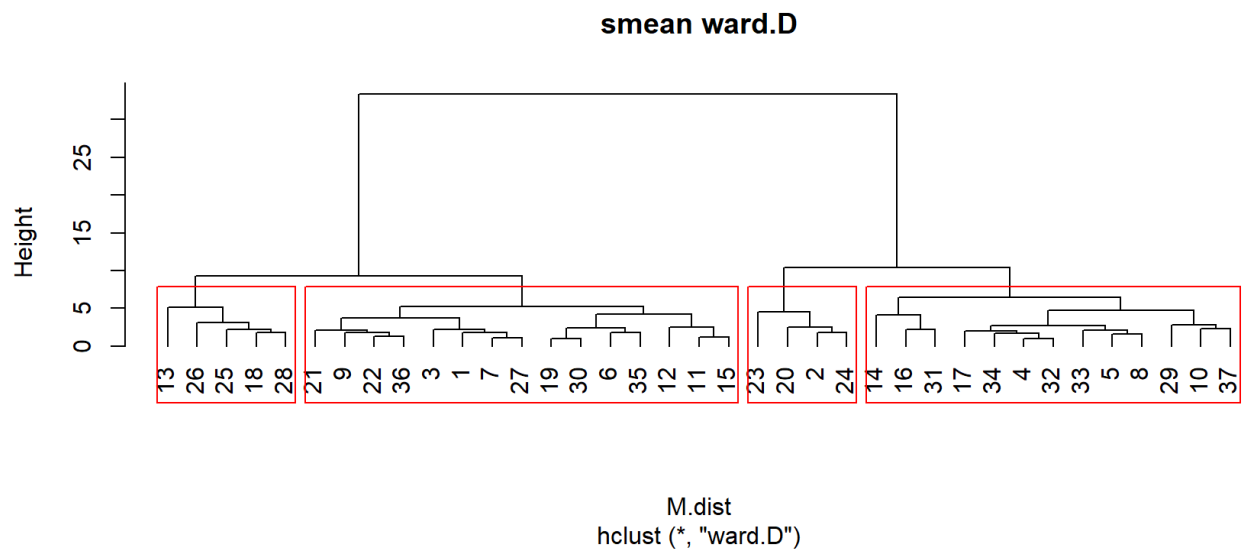 smean ward.D
Height
0 5 15 25
13 26 25 18 28 21 9 22 36 3 1 7 27 19 30 6 35 12 11 15 23 20 2 24 14 16 31 17 34 4 32 33 5 8 29 10 37
M.dist
hclust (*, "ward.D")